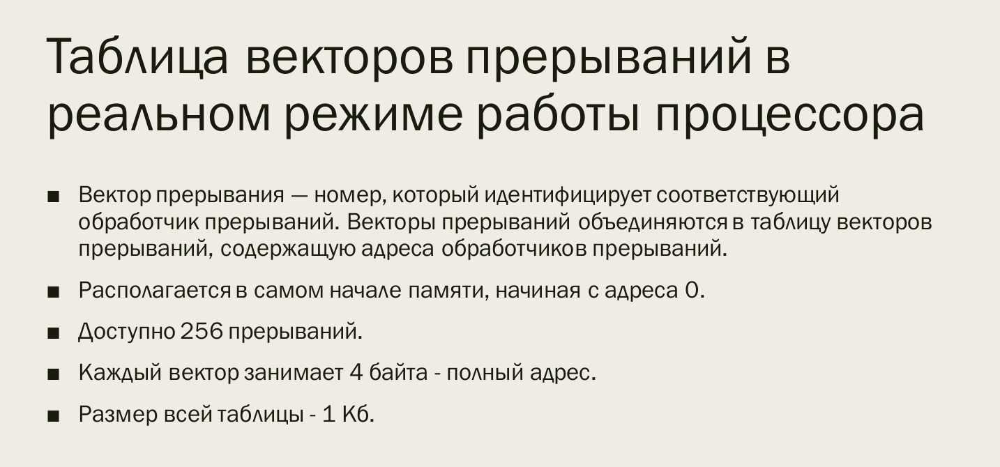 Таблица векторов прерываний в
реальном режиме работы процессора
▪ Вектор прерывания — номер, который идентифицирует соответствующий
обработчик прерываний. Векторы прерываний объединяются в таблицу векторов
прерываний, содержащую адреса обработчиков прерываний.
▪ Располагается в самом начале памяти, начиная с адреса 0.
▪ Доступно 256 прерываний.
▪ Каждый вектор занимает 4 байта - полный адрес.
▪ Размер всей таблицы - 1 Кб.